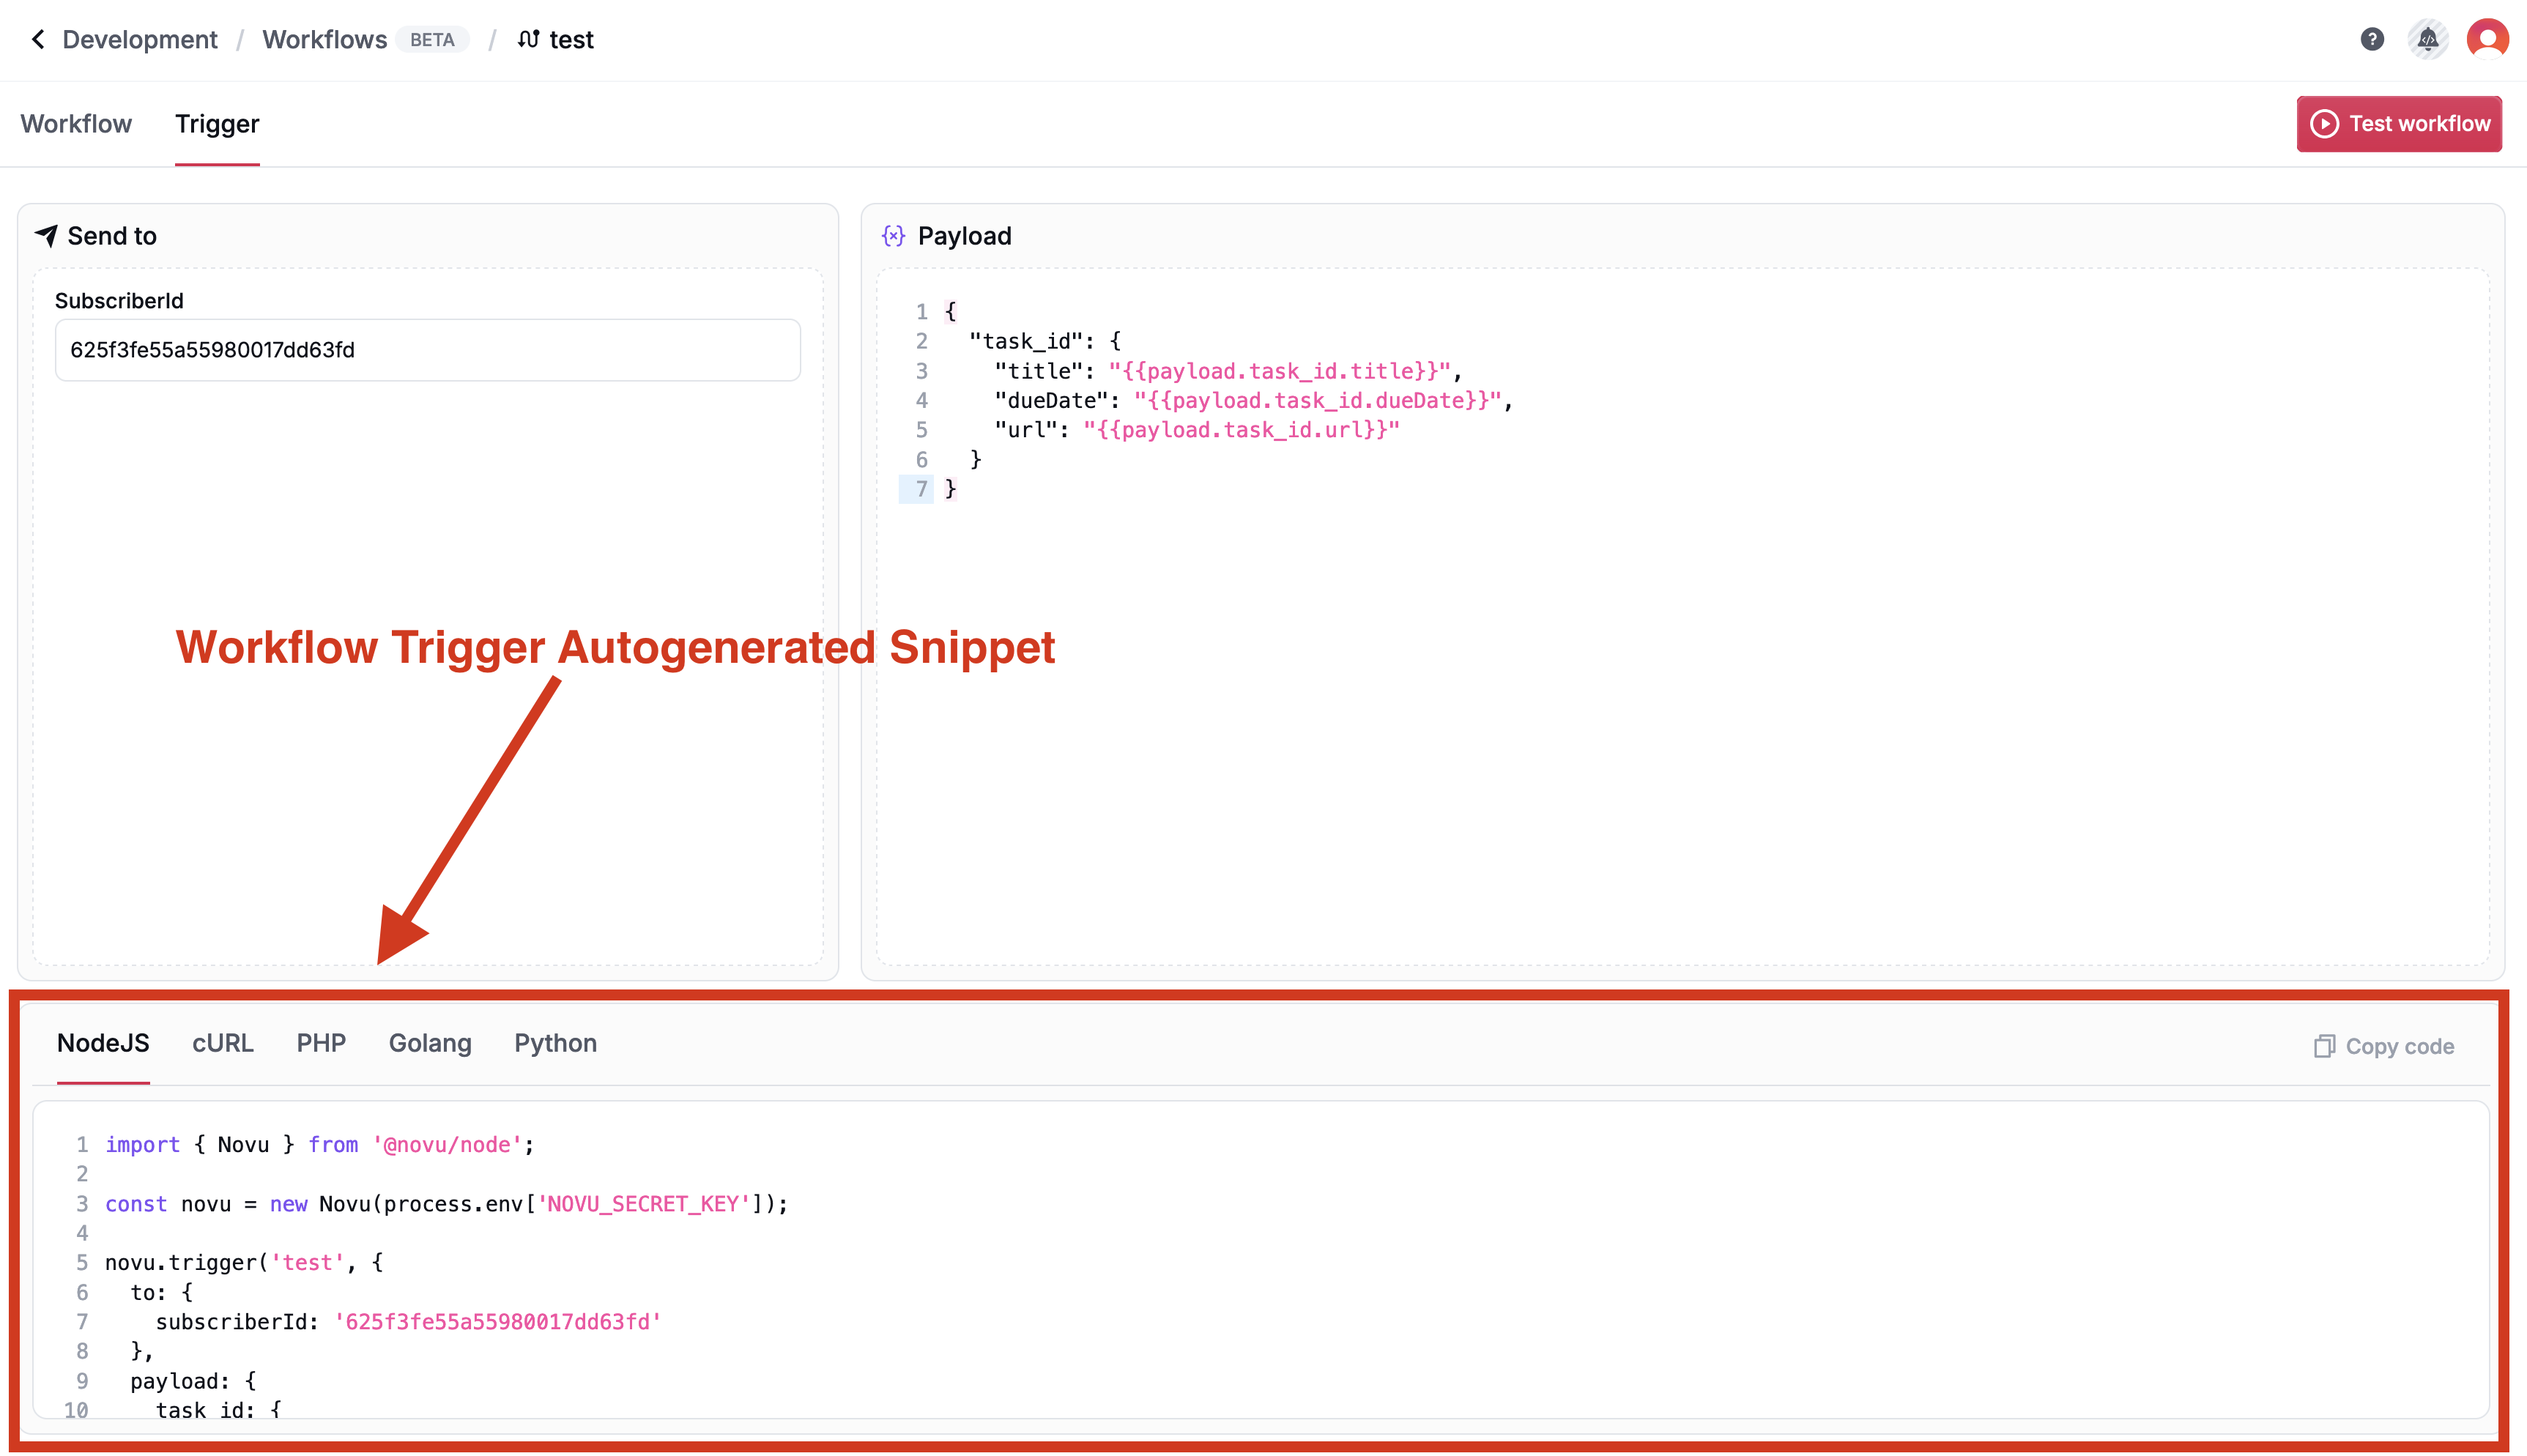 Development / Workflows BETA / test
Workflow Trigger
Test workflow
Send to
SubscriberId
625f3fe55a55980017dd63fd
Payload
1 {
2 "task_id": {
3 "title": "{{payload.task_id.title}}",
4 "dueDate": "{{payload.task_id.dueDate}}",
5 "url": "{{payload.task_id.url}}"
6 }
7 }
Workflow Trigger Autogenerated Snippet
NodeJS cURL PHP Golang Python
Copy code
1 import { Novu } from '@novu/node';
2
3 const novu = new Novu(process.env['NOVU_SECRET_KEY']);
4
5 novu.trigger('test', {
6 to: {
7 subscriberId: '625f3fe55a55980017dd63fd'
8 },
9 payload: {
10 task_id: {